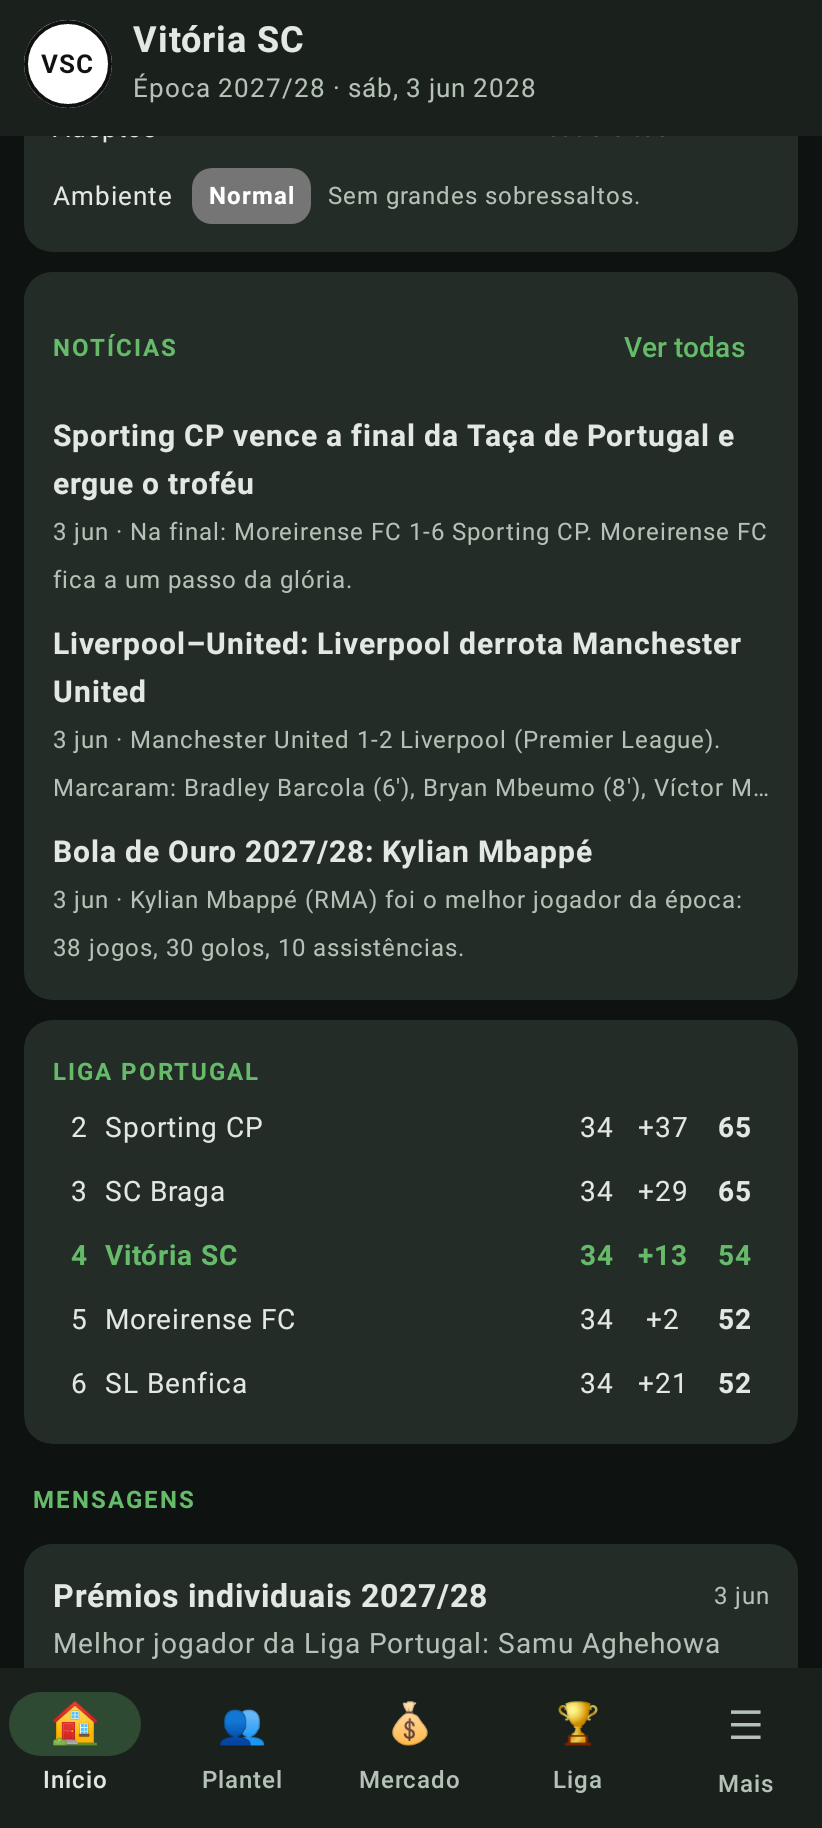 VSC
Vitória SC
Época 2027/28 · sáb, 3 jun 2028
Ambiente Normal Sem grandes sobressaltos.
NOTÍCIAS Ver todas
Sporting CP vence a final da Taça de Portugal e
ergue o troféu
3 jun · Na final: Moreirense FC 1-6 Sporting CP. Moreirense FC
fica a um passo da glória.
Liverpool–United: Liverpool derrota Manchester
United
3 jun · Manchester United 1-2 Liverpool (Premier League).
Marcaram: Bradley Barcola (6'), Bryan Mbeumo (8'), Víctor M…
Bola de Ouro 2027/28: Kylian Mbappé
3 jun · Kylian Mbappé (RMA) foi o melhor jogador da época:
38 jogos, 30 golos, 10 assistências.
LIGA PORTUGAL
2 Sporting CP 34 +37 65
3 SC Braga 34 +29 65
4 Vitória SC 34 +13 54
5 Moreirense FC 34 +2 52
6 SL Benfica 34 +21 52
MENSAGENS
Prémios individuais 2027/28 3 jun
Melhor jogador da Liga Portugal: Samu Aghehowa
Início Plantel Mercado Liga Mais